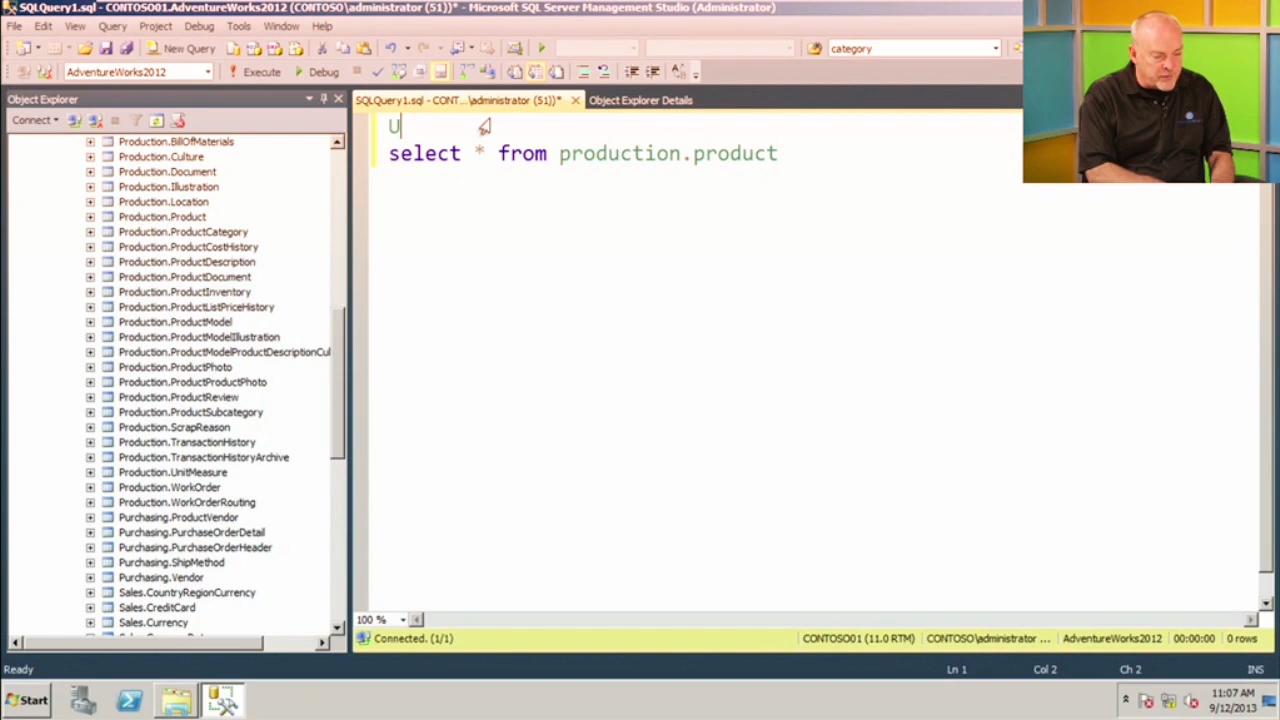 SQLQuery1.sql - CONTOSO01.AdventureWorks2012 (CONTOSO\administrator (51))* - Microsoft SQL Server Management Studio (Administrator)
File Edit View Query Project Debug Tools Window Help
New Query category
AdventureWorks2012 Execute Debug
Object Explorer
SQLQuery1.sql - CONT...\administrator (51))* Object Explorer Details
Connect
U
select * from production.product
Production.BillOfMaterials
Production.Culture
Production.Document
Production.Illustration
Production.Location
Production.Product
Production.ProductCategory
Production.ProductCostHistory
Production.ProductDescription
Production.ProductDocument
Production.ProductInventory
Production.ProductListPriceHistory
Production.ProductModel
Production.ProductModelIllustration
Production.ProductModelProductDescriptionCul
Production.ProductPhoto
Production.ProductProductPhoto
Production.ProductReview
Production.ProductSubcategory
Production.ScrapReason
Production.TransactionHistory
Production.TransactionHistoryArchive
Production.UnitMeasure
Production.WorkOrder
Production.WorkOrderRouting
Purchasing.ProductVendor
Purchasing.PurchaseOrderDetail
Purchasing.PurchaseOrderHeader
Purchasing.ShipMethod
Purchasing.Vendor
Sales.CountryRegionCurrency
Sales.CreditCard
Sales.Currency
100 %
Connected. (1/1) CONTOSO01 (11.0 RTM) CONTOSO\administrator ... AdventureWorks2012 00:00:00 0 rows
Ready Ln 1 Col 2 Ch 2 INS
Start 11:07 AM
9/12/2013